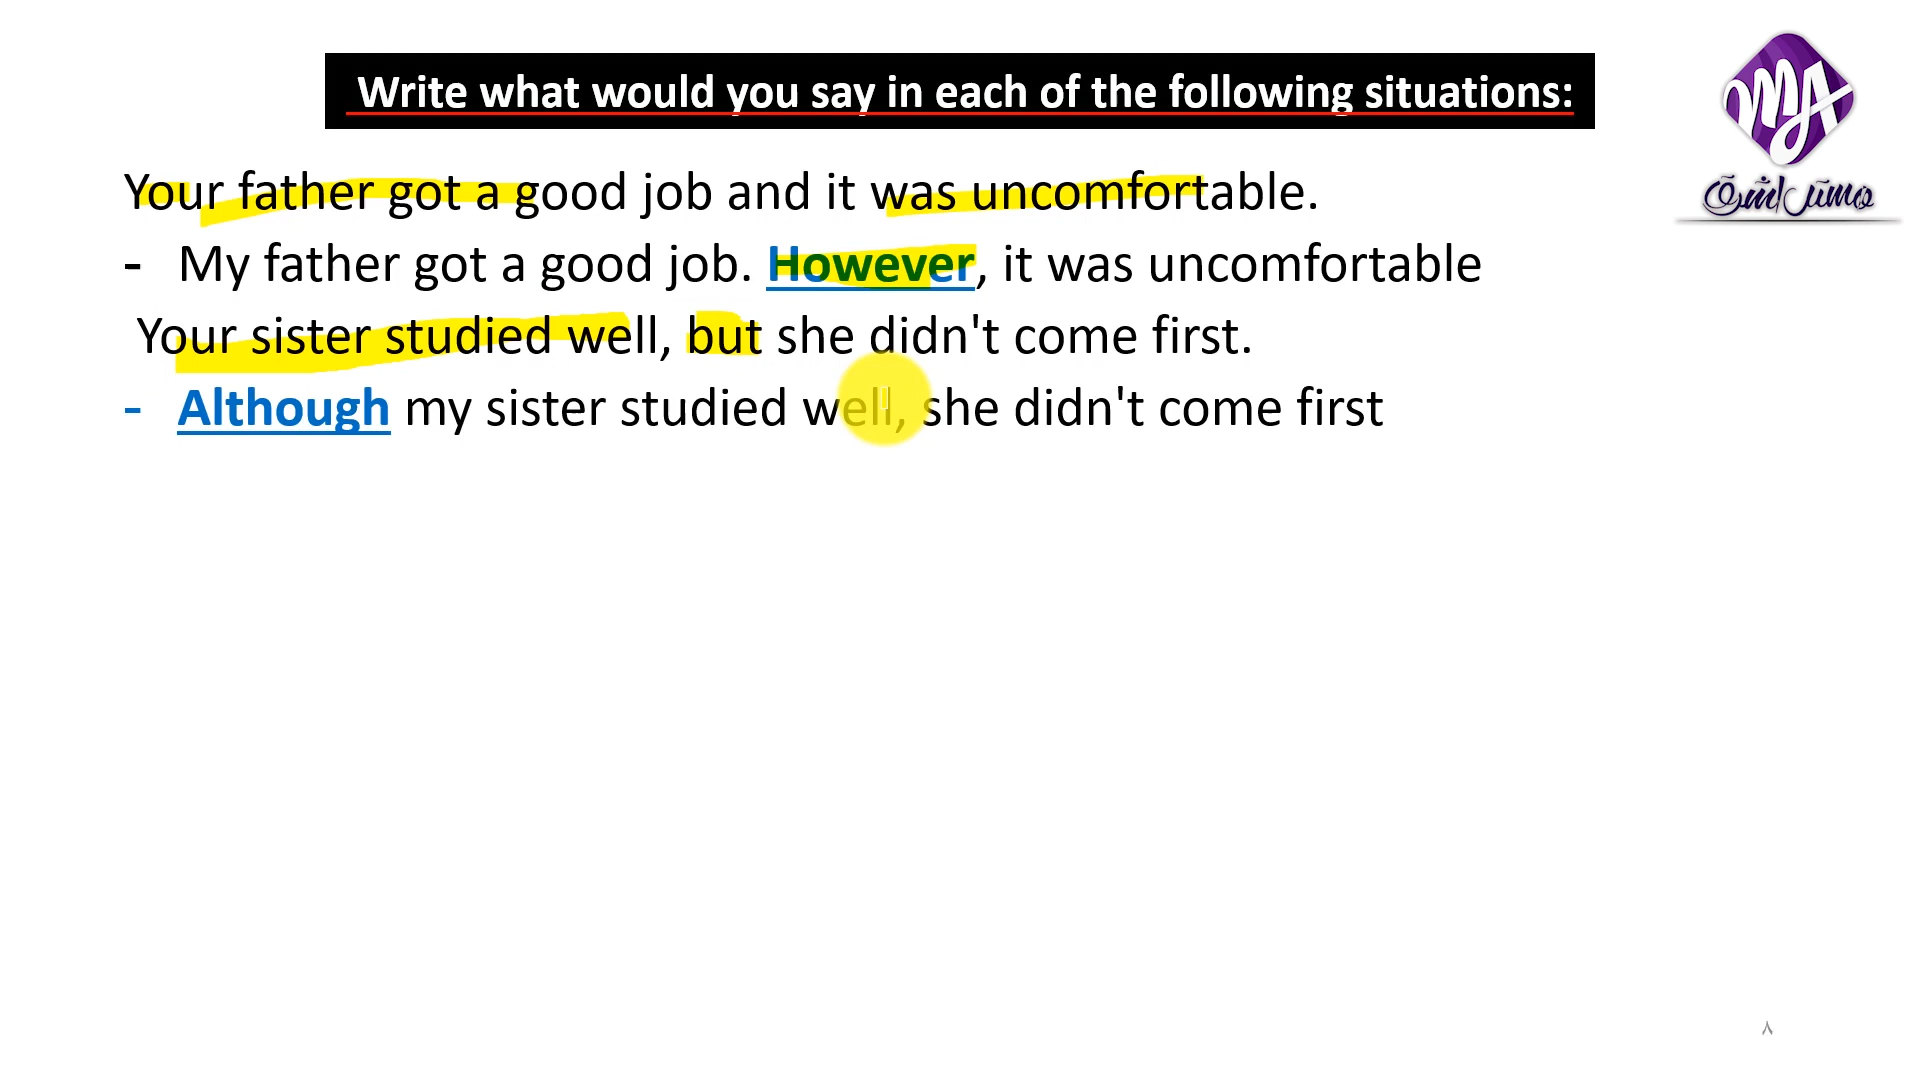 Write what would you say in each of the following situations:
MA
Your father got a good job and it was uncomfortable.
- My father got a good job. However, it was uncomfortable
Your sister studied well, but she didn't come first.
- Although my sister studied well, she didn't come first
٨